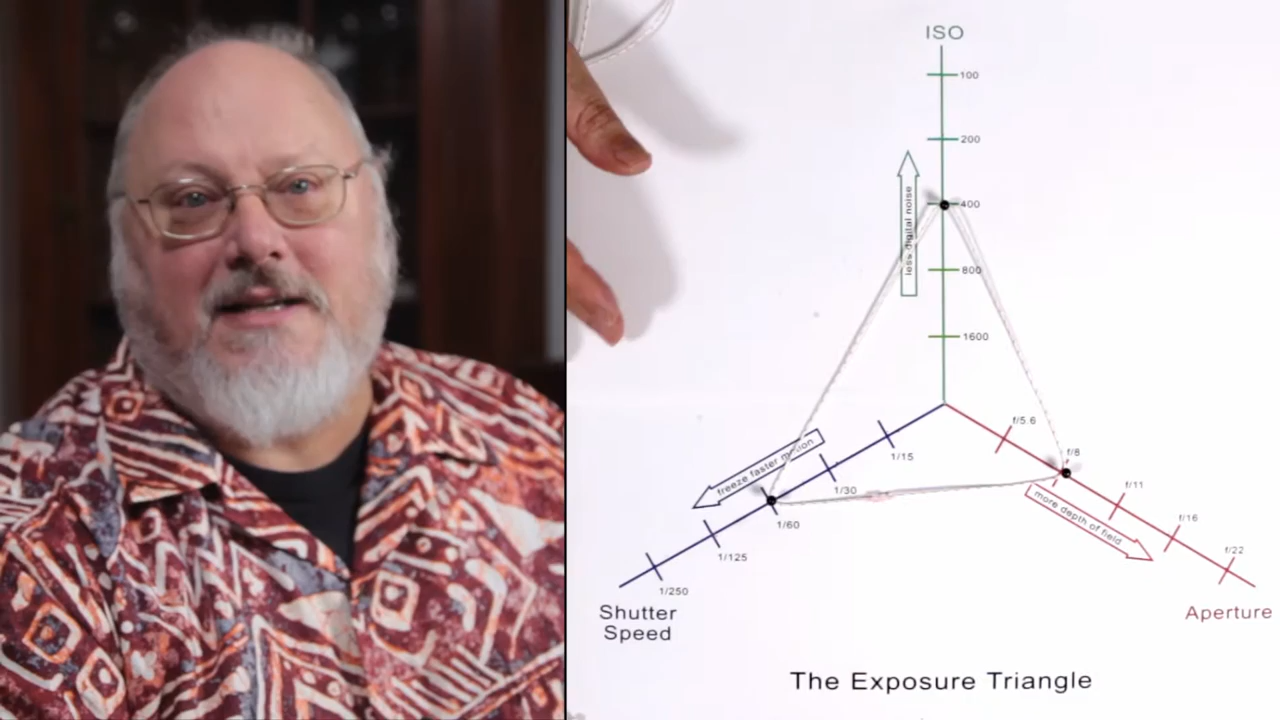 ISO
100
200
400
less digital noise
800
1600
f/5.6
f/8
f/11
f/16
f/22
more depth of field
Aperture
1/15
1/30
1/60
1/125
1/250
freeze faster motion
Shutter
Speed
The Exposure Triangle